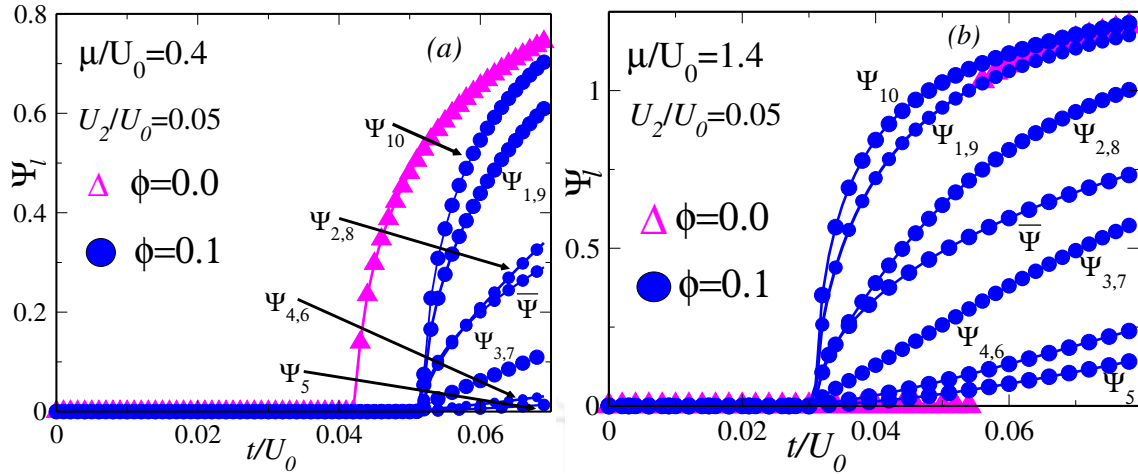 (a)
μ/U₀=0.4
U₂/U₀=0.05
Δ ϕ=0.0
ϕ=0.1
Ψ₁₀
Ψ₁,₉
Ψ₂,₈
Ψ̅
Ψ₄,₆
Ψ₃,₇
Ψ₅
Ψₗ
0.8
0.6
0.4
0.2
0
0 0.02 0.04 0.06
t/U₀
(b)
μ/U₀=1.4
U₂/U₀=0.05
Δ ϕ=0.0
ϕ=0.1
Ψ₁₀
Ψ₁,₉
Ψ₂,₈
Ψ̅
Ψ₃,₇
Ψ₄,₆
Ψ₅
Ψₗ
1
0.5
0
0 0.02 0.04 0.06
t/U₀